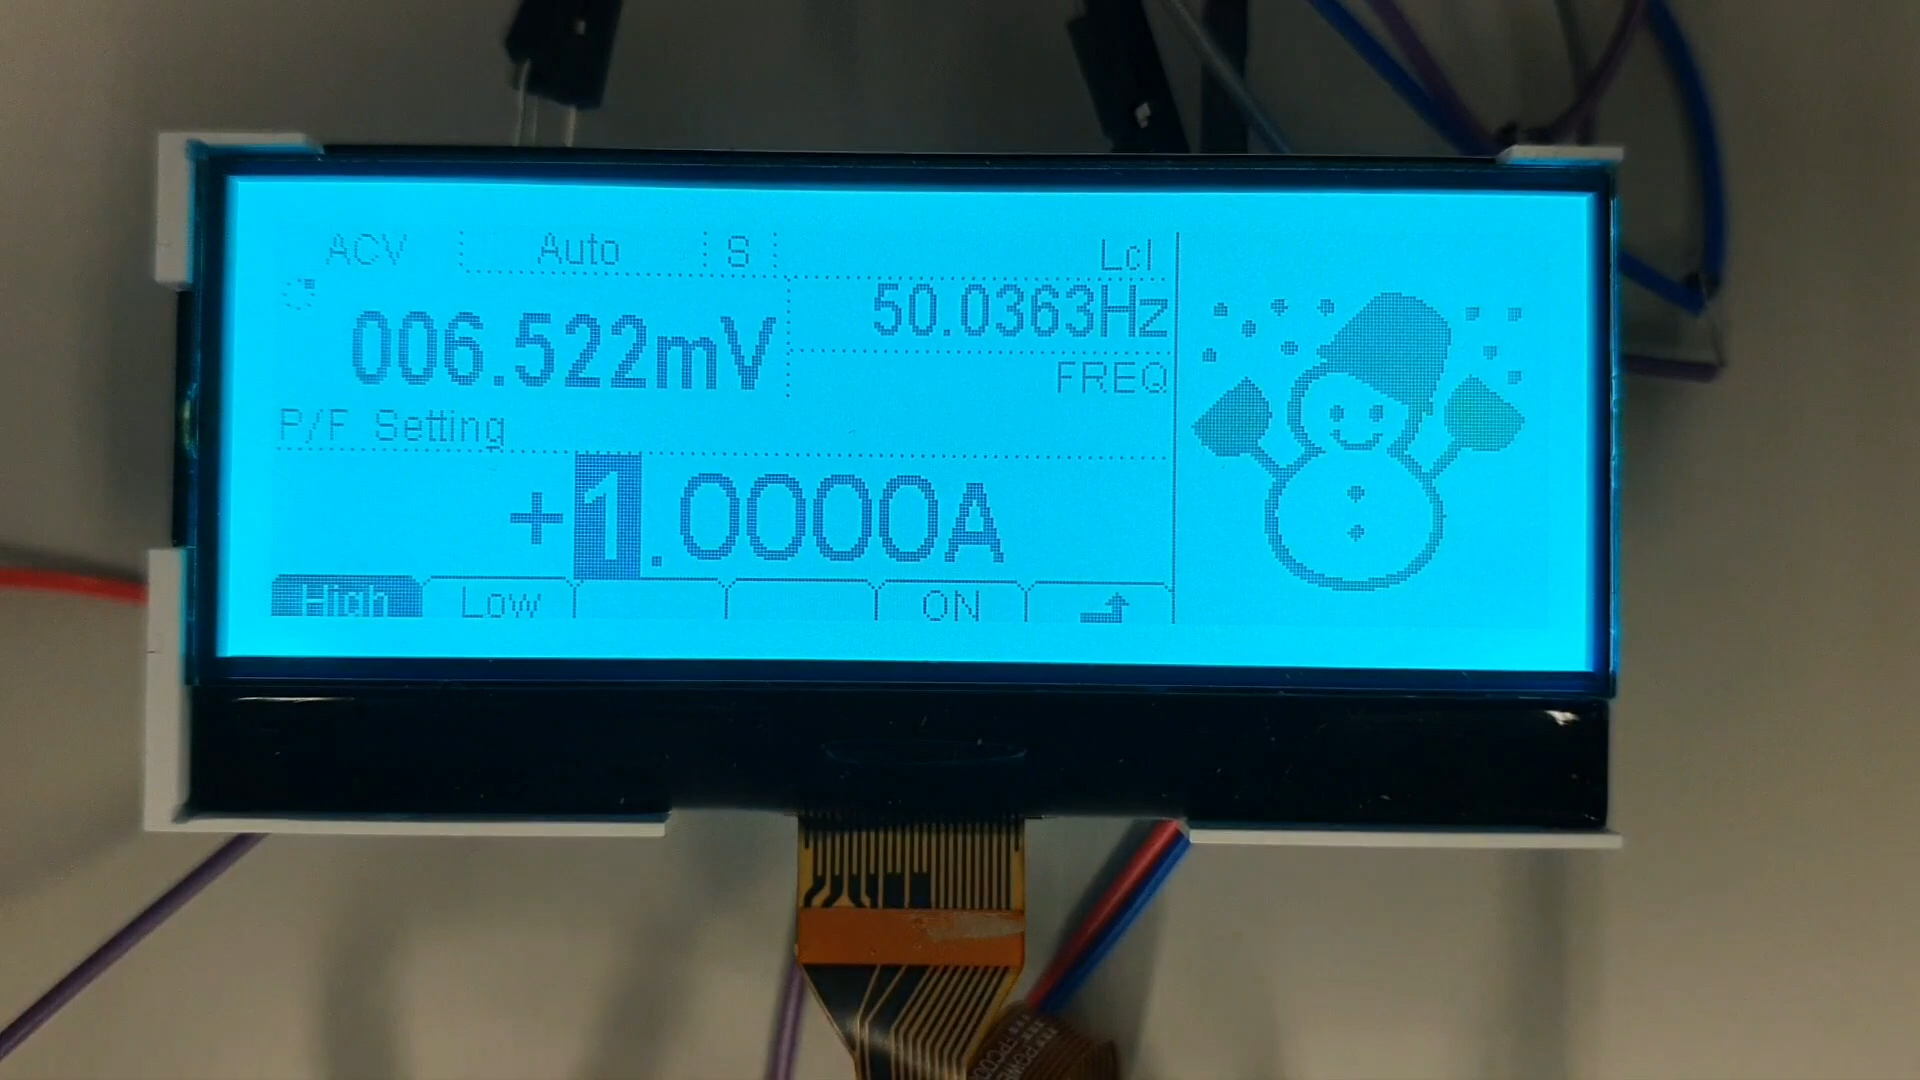 ACV Auto S Lcl
50.0363Hz
006.522mV
FREQ
P/F Setting
+1.0000A
High Low ON